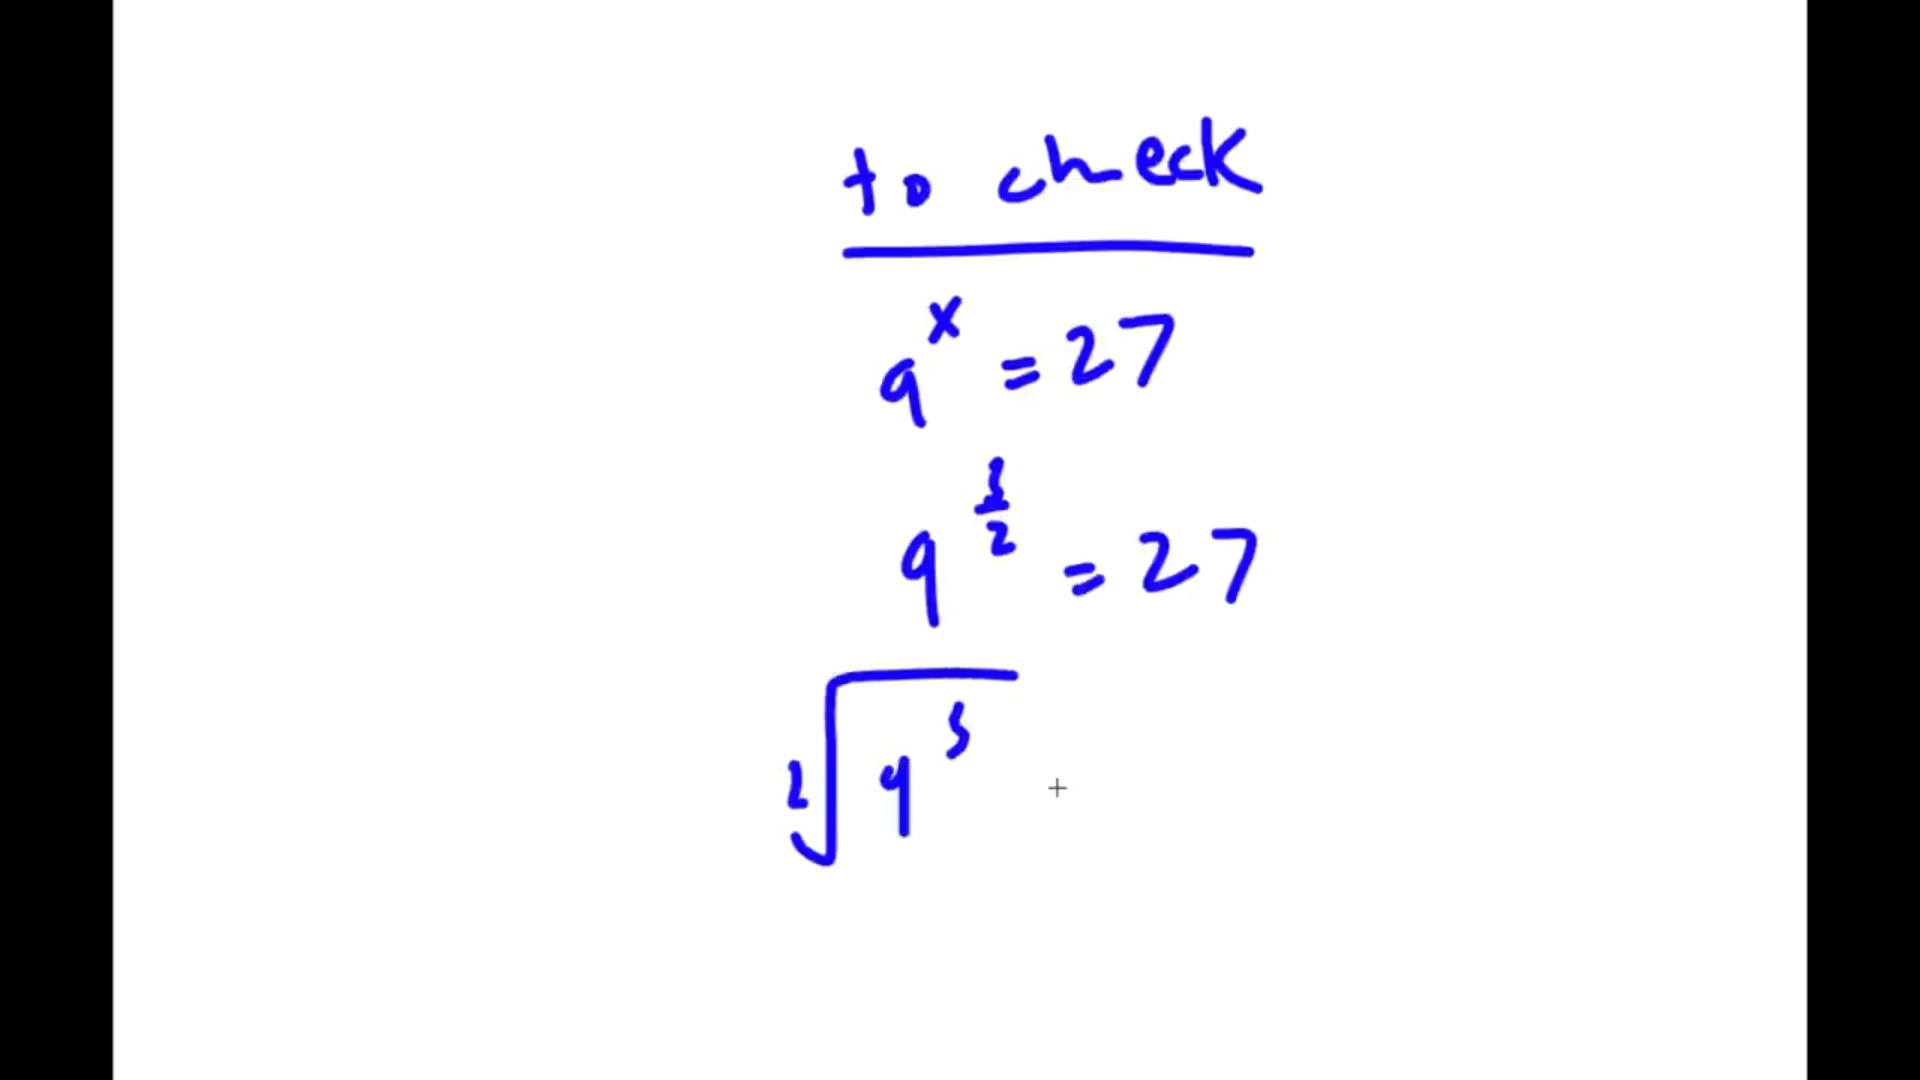 to check
9^x = 27
9^(3/2) = 27
²√(9³)